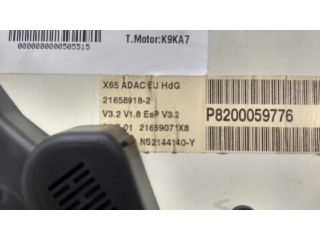 T.Motor:K9KA7
0000000000505515
X65 ADAC EU HdG
21658918-2
V3.2 V1.8 EeP V3.2
P8200059776
01 21659071X8
NS2144140-Y